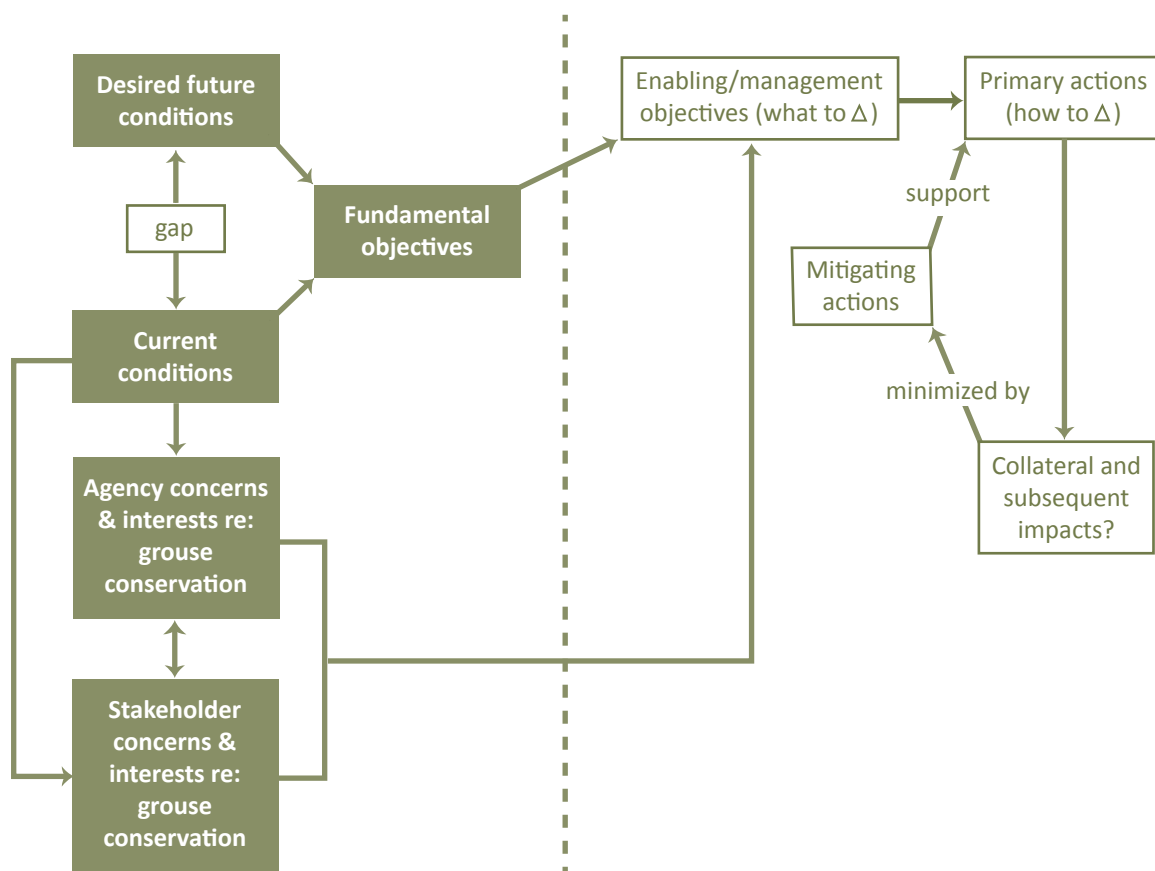 Desired future
conditions
gap
Current
conditions
Agency concerns
& interests re:
grouse
conservation
Stakeholder
concerns &
interests re:
grouse
conservation
Fundamental
objectives
Enabling/management
objectives (what to Δ)
Primary actions
(how to Δ)
support
Mitigating
actions
minimized by
Collateral and
subsequent
impacts?